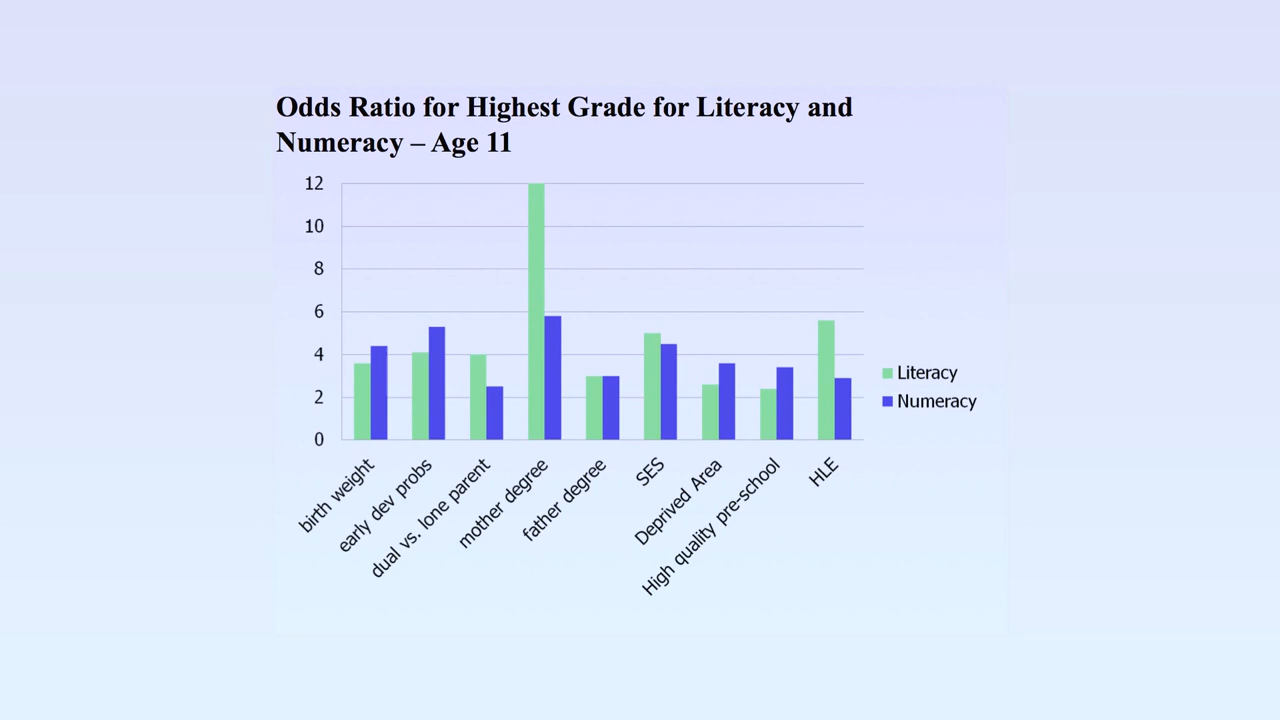 Odds Ratio for Highest Grade for Literacy and
Numeracy – Age 11
12
10
8
6
4
2
0
birth weight
early dev probs
dual vs. lone parent
mother degree
father degree
SES
Deprived Area
High quality pre-school
HLE
Literacy
Numeracy